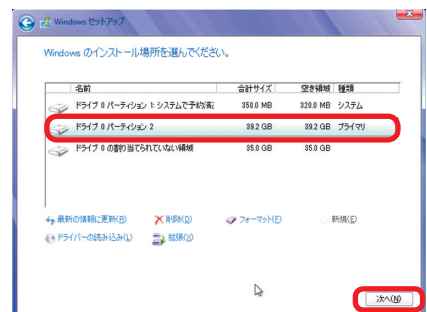 Windows セットアップ
Windows のインストール場所を選んでください。
名前 合計サイズ 空き領域 種類
ドライブ 0 パーティション 1: システムで予約済 350.0 MB 320.0 MB システム
ドライブ 0 パーティション 2 39.2 GB 39.2 GB プライマリ
ドライブ 0 の割り当てられていない領域 35.0 GB 35.0 GB
最新の情報に更新(R) 削除(D) フォーマット(F) 新規(E)
ドライバーの読み込み(L) 拡張(X)
次へ(N)